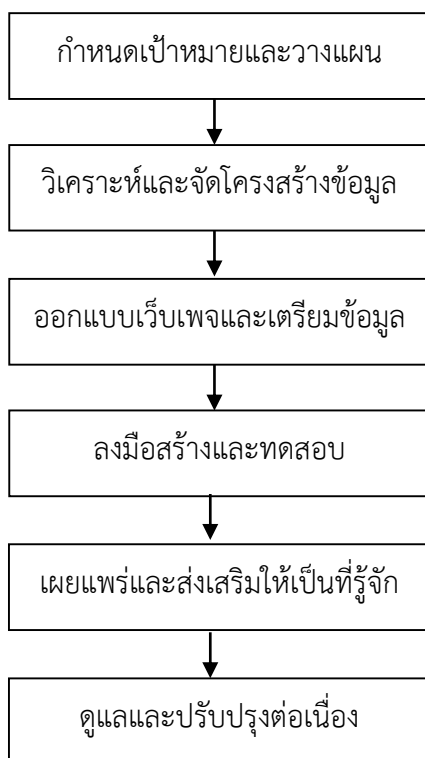 กำหนดเป้าหมายและวางแผน
วิเคราะห์และจัดโครงสร้างข้อมูล
ออกแบบเว็บเพจและเตรียมข้อมูล
ลงมือสร้างและทดสอบ
เผยแพร่และส่งเสริมให้เป็นที่รู้จัก
ดูแลและปรับปรุงต่อเนื่อง